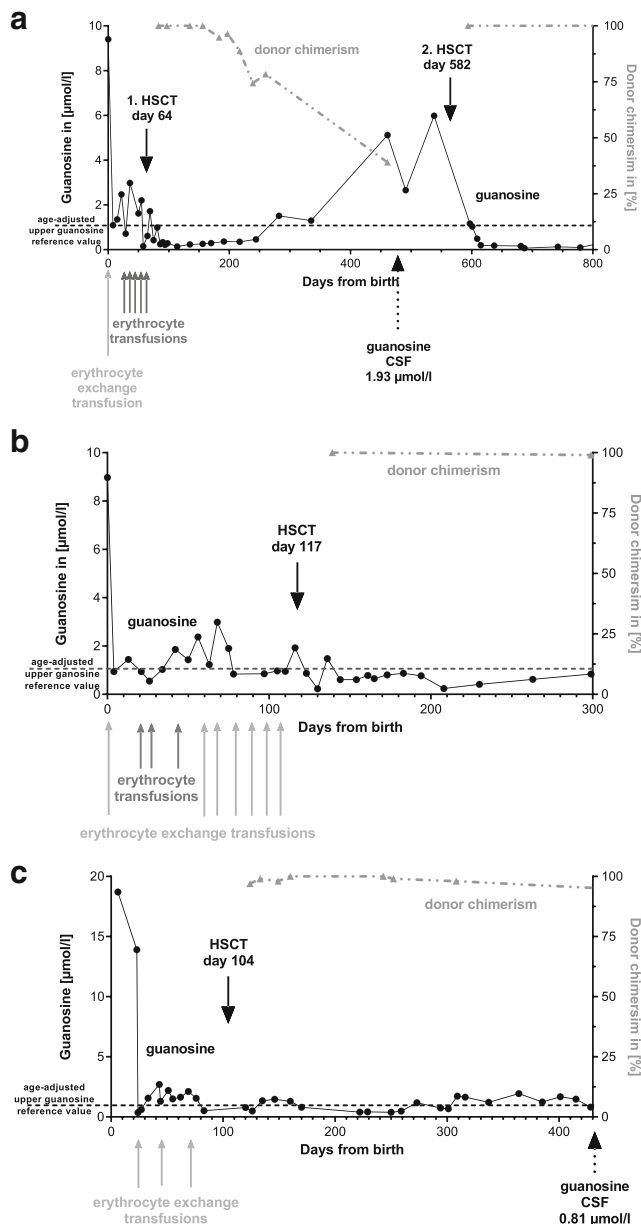 a
10
8
6
4
2
0
Guanosine in [µmol/l]
age-adjusted
upper guanosine
reference value
donor chimerism
1. HSCT
day 64
2. HSCT
day 582
guanosine
100
75
50
25
0
Donor chimersim in [%]
0
200
400
600
800
Days from birth
erythrocyte
transfusions
erythrocyte
exchange
transfusion
guanosine
CSF
1.93 µmol/l
b
10
8
6
4
2
0
Guanosine in [µmol/l]
age-adjusted
upper ganosine
reference value
donor chimerism
HSCT
day 117
guanosine
100
75
50
25
0
Donor chimersim in [%]
0
100
200
300
Days from birth
erythrocyte
transfusions
erythrocyte exchange transfusions
c
20
15
10
5
0
Guanosine [µmol/l]
age-adjusted
upper guanosine
reference value
donor chimerism
HSCT
day 104
guanosine
100
75
50
25
0
Donor chimersim in [%]
0
100
200
300
400
Days from birth
erythrocyte exchange
transfusions
guanosine
CSF
0.81 µmol/l